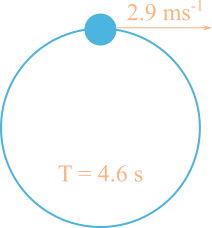 2.9 ms⁻¹
T = 4.6 s